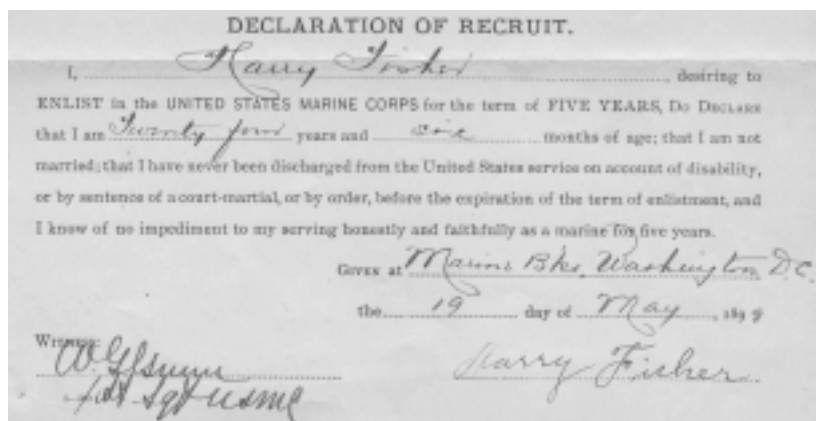 DECLARATION OF RECRUIT.
I, Harry Fisher, desiring to
ENLIST in the UNITED STATES MARINE CORPS for the term of FIVE YEARS, DO DECLARE
that I am Twenty four years and months of age; that I am not
married; that I have never been discharged from the United States service on account of disability,
or by sentence of a court-martial, or by order, before the expiration of the term of enlistment, and
I know of no impediment to my serving honestly and faithfully as a marine for five years.
GIVEN at Marine Bks. Washington D.C.
the 19 day of May, 189
WITNESS:
Harry Fisher
1st Sgt USMC